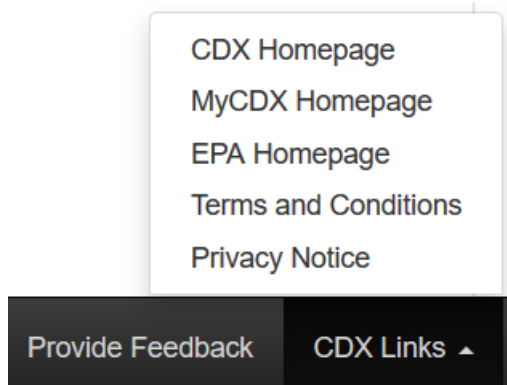 CDX Homepage
MyCDX Homepage
EPA Homepage
Terms and Conditions
Privacy Notice
Provide Feedback CDX Links